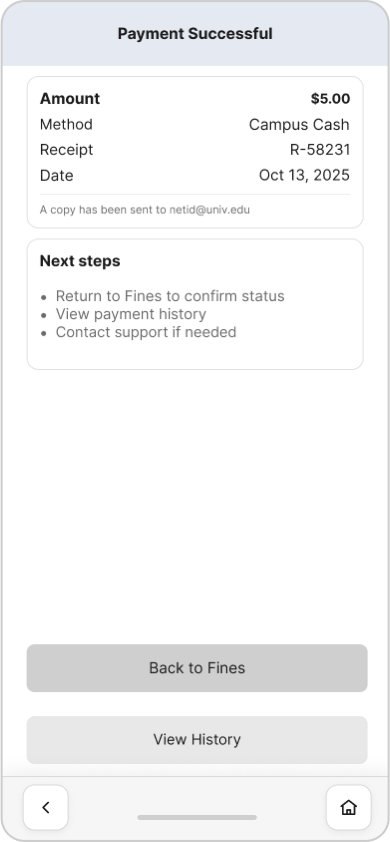 Payment Successful
Amount $5.00
Method Campus Cash
Receipt R-58231
Date Oct 13, 2025
A copy has been sent to netid@univ.edu
Next steps
• Return to Fines to confirm status
• View payment history
• Contact support if needed
Back to Fines
View History